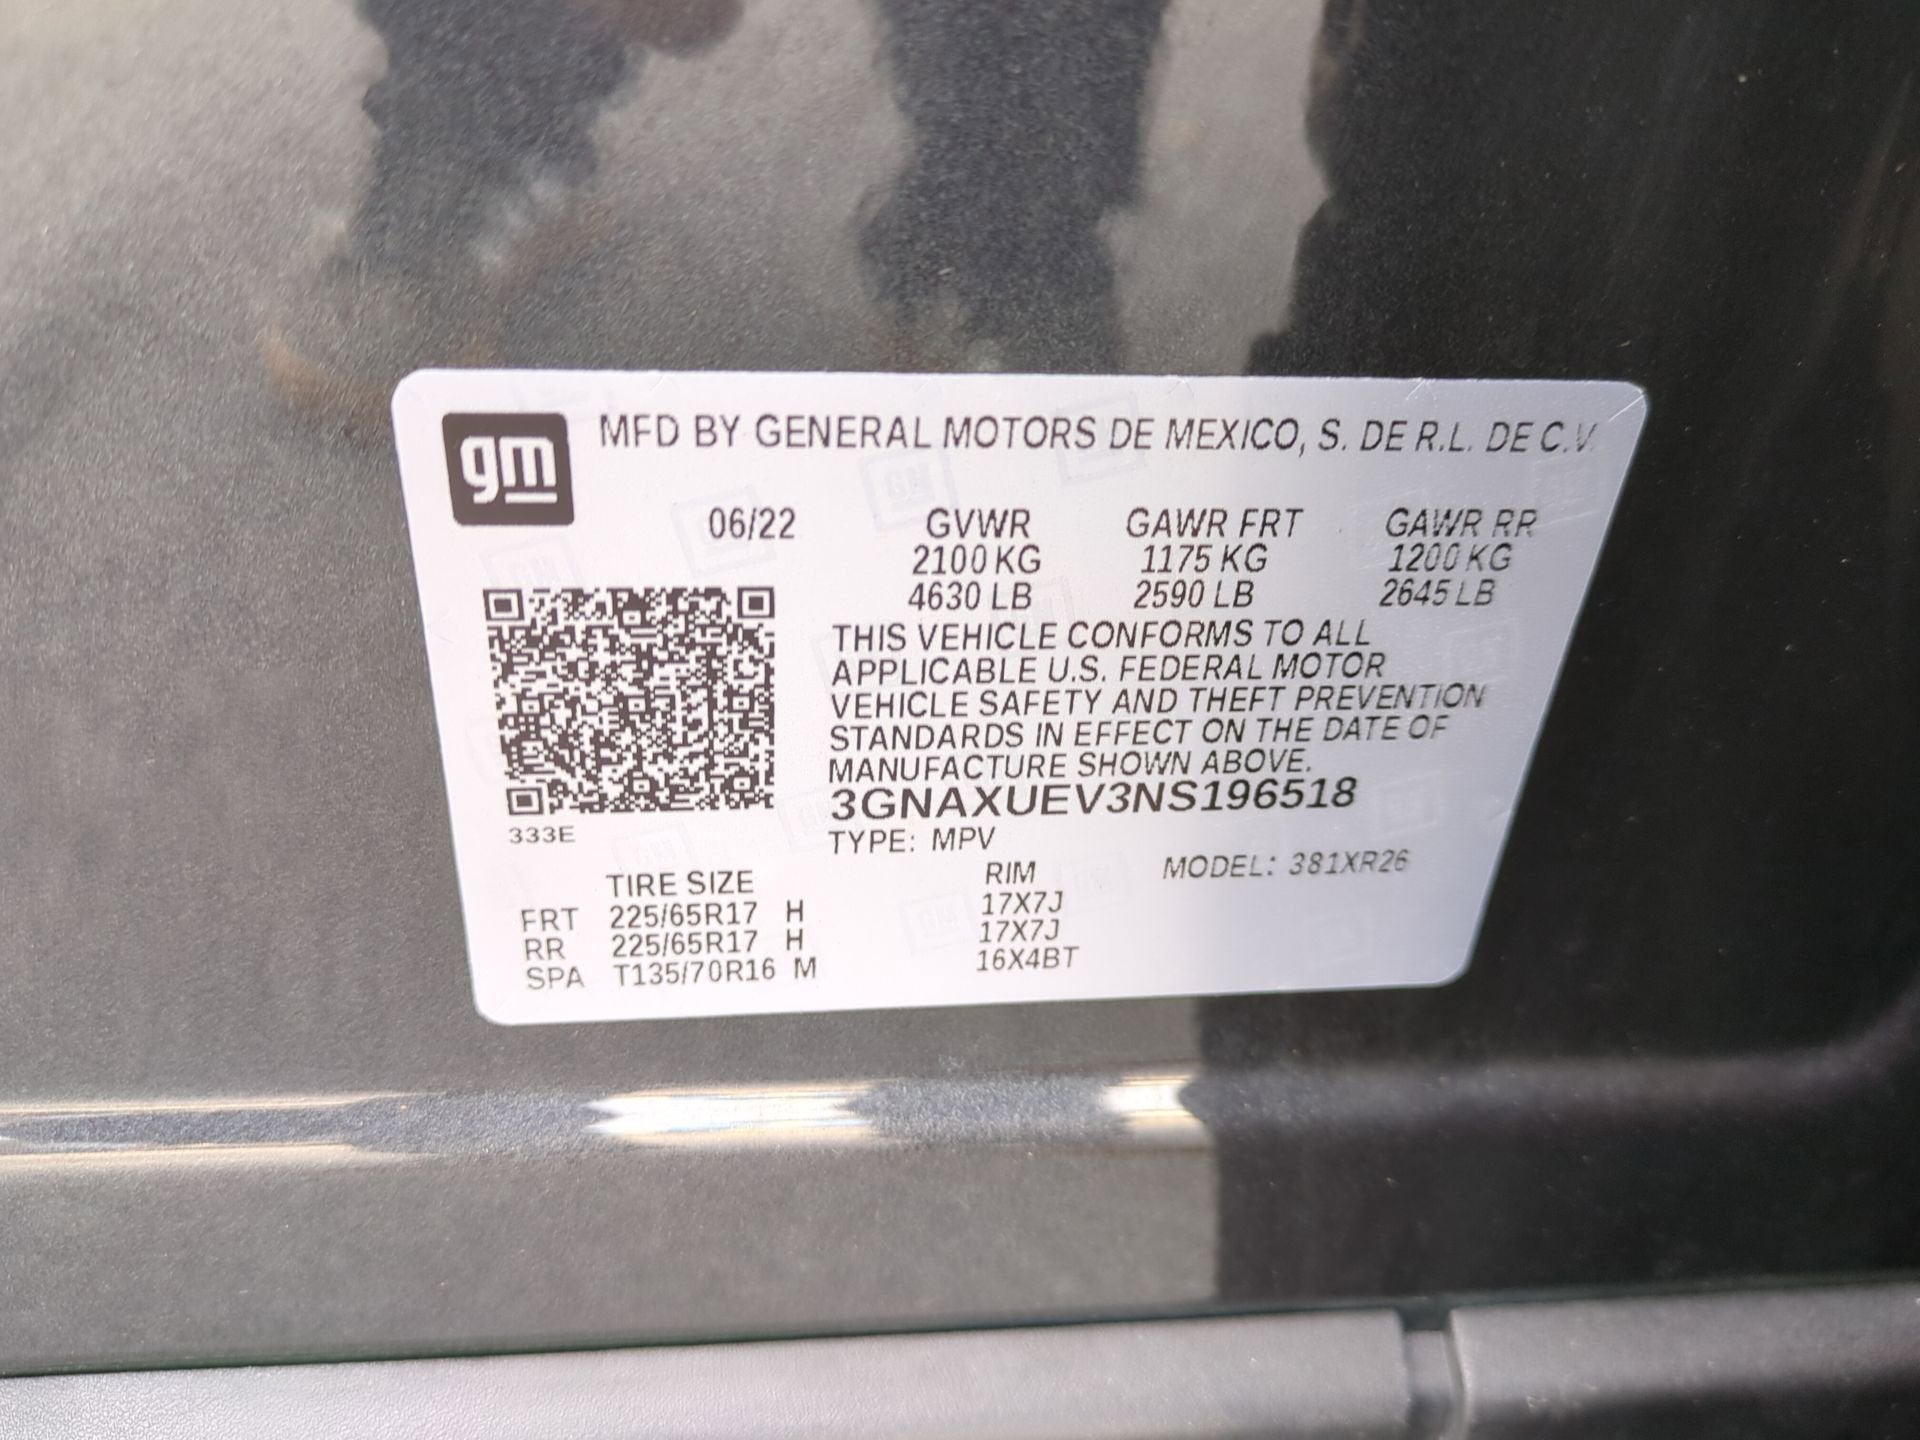 gm
MFD BY GENERAL MOTORS DE MEXICO, S. DE R.L. DE C.V.
06/22 GVWR GAWR FRT GAWR RR
2100 KG 1175 KG 1200 KG
4630 LB 2590 LB 2645 LB
THIS VEHICLE CONFORMS TO ALL
APPLICABLE U.S. FEDERAL MOTOR
VEHICLE SAFETY AND THEFT PREVENTION
STANDARDS IN EFFECT ON THE DATE OF
MANUFACTURE SHOWN ABOVE.
3GNAXUEV3NS196518
333E
TYPE: MPV
MODEL: 381XR26
TIRE SIZE RIM
FRT 225/65R17 H 17X7J
RR 225/65R17 H 17X7J
SPA T135/70R16 M 16X4BT